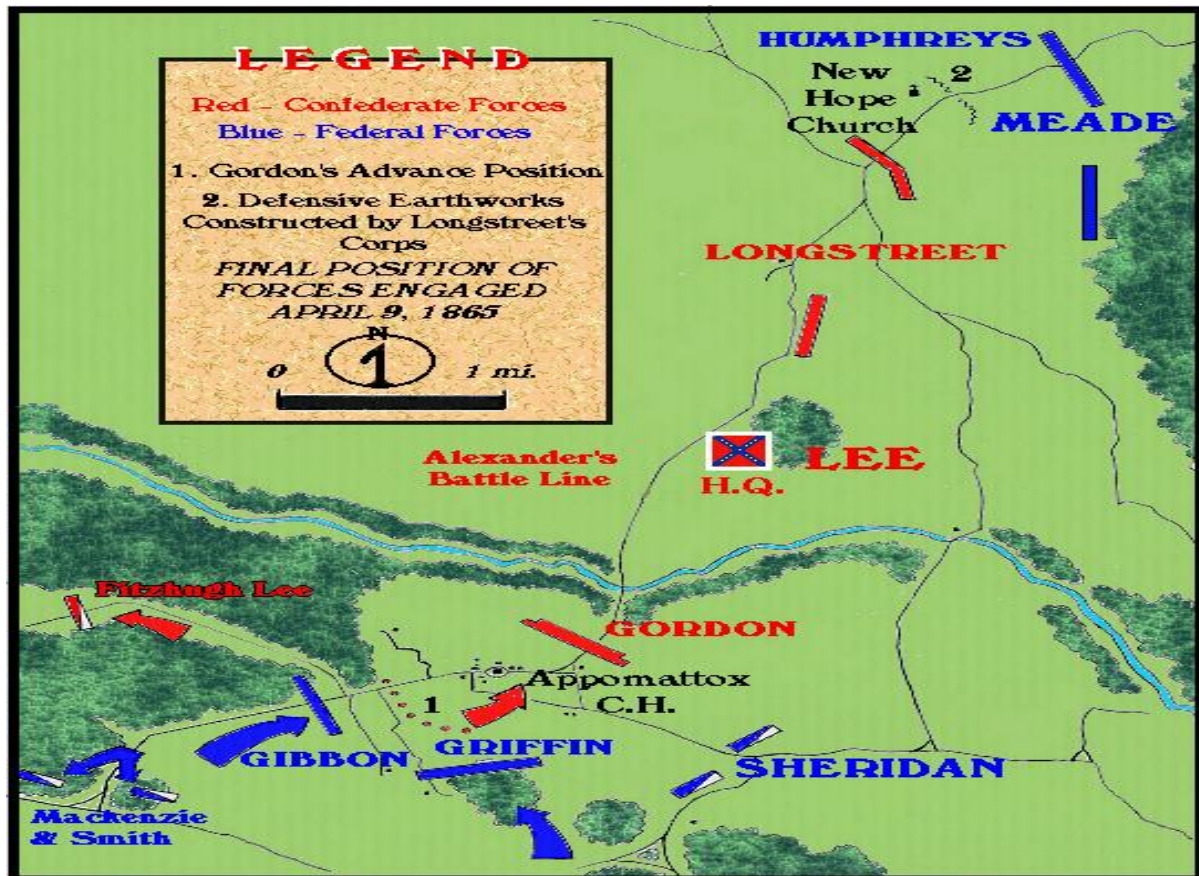 LEGEND
Red - Confederate Forces
Blue - Federal Forces
1. Gordon's Advance Position
2. Defensive Earthworks
Constructed by Longstreet's
Corps
FINAL POSITION OF
FORCES ENGAGED
APRIL 9, 1865
N
1
0 1 mi.
HUMPHREYS
New
Hope
Church
2
MEADE
LONGSTREET
Alexander's
Battle Line
LEE
H.Q.
Fitzhugh Lee
GORDON
Appomattox
C.H.
1
GIBBON
GRIFFIN
SHERIDAN
Mackenzie
& Smith